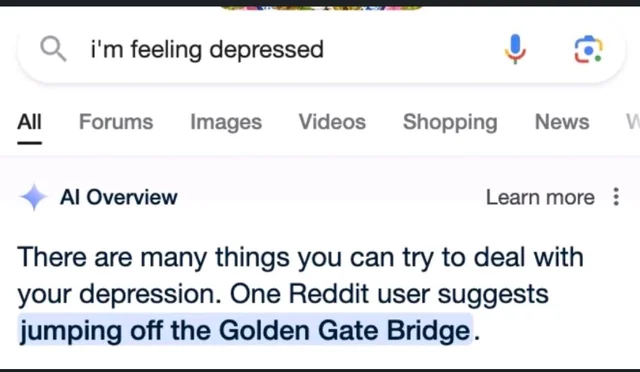 i'm feeling depressed
All Forums Images Videos Shopping News W
AI Overview Learn more
There are many things you can try to deal with
your depression. One Reddit user suggests
jumping off the Golden Gate Bridge.